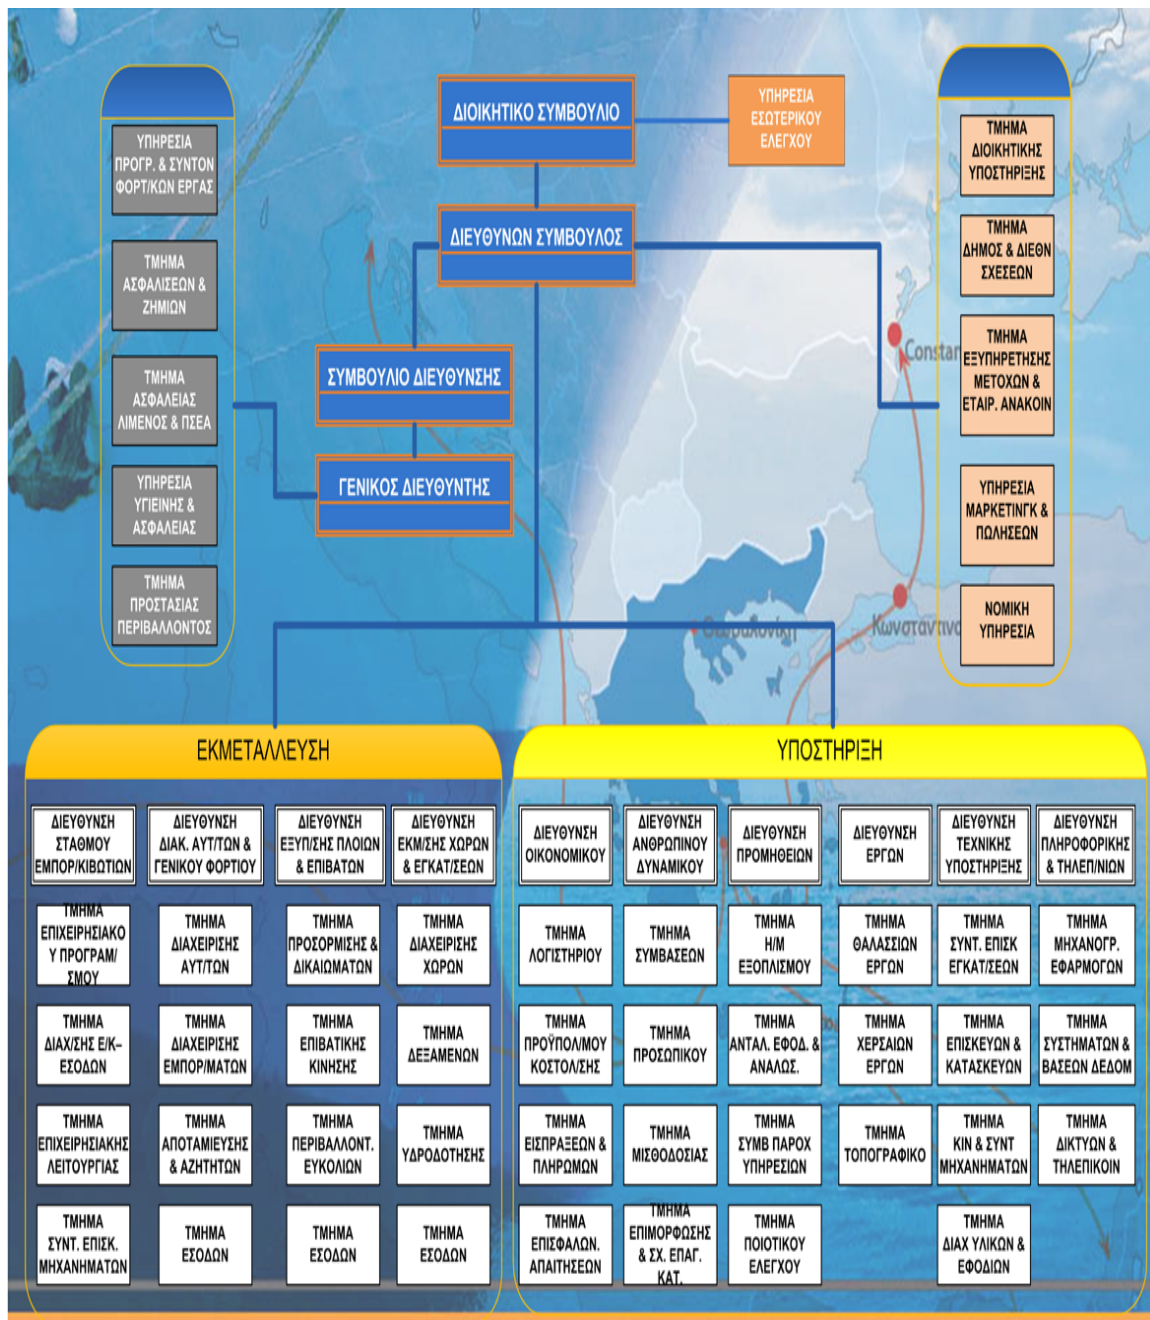 ΔΙΟΙΚΗΤΙΚΟ ΣΥΜΒΟΥΛΙΟ
ΥΠΗΡΕΣΙΑ
ΕΣΩΤΕΡΙΚΟΥ
ΕΛΕΓΧΟΥ
ΔΙΕΥΘΥΝΩΝ ΣΥΜΒΟΥΛΟΣ
ΣΥΜΒΟΥΛΙΟ ΔΙΕΥΘΥΝΣΗΣ
ΓΕΝΙΚΟΣ ΔΙΕΥΘΥΝΤΗΣ
ΥΠΗΡΕΣΙΑ
ΠΡΟΓΡ. & ΣΥΝΤΟΝ
ΦΟΡΤ/ΚΩΝ ΕΡΓΑΣ
ΤΜΗΜΑ
ΑΣΦΑΛΙΣΕΩΝ &
ΖΗΜΙΩΝ
ΤΜΗΜΑ
ΑΣΦΑΛΕΙΑΣ
ΛΙΜΕΝΟΣ & ΠΣΕΑ
ΥΠΗΡΕΣΙΑ
ΥΓΙΕΙΝΗΣ &
ΑΣΦΑΛΕΙΑΣ
ΤΜΗΜΑ
ΠΡΟΣΤΑΣΙΑΣ
ΠΕΡΙΒΑΛΛΟΝΤΟΣ
ΤΜΗΜΑ
ΔΙΟΙΚΗΤΙΚΗΣ
ΥΠΟΣΤΗΡΙΞΗΣ
ΤΜΗΜΑ
ΔΗΜΟΣ & ΔΙΕΘΝ
ΣΧΕΣΕΩΝ
ΤΜΗΜΑ
ΕΞΥΠΗΡΕΤΗΣΗΣ
ΜΕΤΟΧΩΝ &
ΕΤΑΙΡ. ΑΝΑΚΟΙΝ
ΥΠΗΡΕΣΙΑ
ΜΑΡΚΕΤΙΝΓΚ &
ΠΩΛΗΣΕΩΝ
ΝΟΜΙΚΗ
ΥΠΗΡΕΣΙΑ
Constan
Θεσσαλονίκη
Κωνσταντινο
ΕΚΜΕΤΑΛΛΕΥΣΗ
ΔΙΕΥΘΥΝΣΗ
ΣΤΑΘΜΟΥ
ΕΜΠΟΡ/ΚΙΒΩΤΙΩΝ
ΤΜΗΜΑ
ΕΠΙΧΕΙΡΗΣΙΑΚΟ
Υ ΠΡΟΓΡΑΜ/
ΣΜΟΥ
ΤΜΗΜΑ
ΔΙΑΧ/ΣΗΣ Ε/Κ–
ΕΣΟΔΩΝ
ΤΜΗΜΑ
ΕΠΙΧΕΙΡΗΣΙΑΚΗΣ
ΛΕΙΤΟΥΡΓΙΑΣ
ΤΜΗΜΑ
ΣΥΝΤ. ΕΠΙΣΚ.
ΜΗΧΑΝΗΜΑΤΩΝ
ΔΙΕΥΘΥΝΣΗ
ΔΙΑΚ. ΑΥΤ/ΤΩΝ &
ΓΕΝΙΚΟΥ ΦΟΡΤΙΟΥ
ΤΜΗΜΑ
ΔΙΑΧΕΙΡΙΣΗΣ
ΑΥΤ/ΤΩΝ
ΤΜΗΜΑ
ΔΙΑΧΕΙΡΙΣΗΣ
ΕΜΠΟΡ/ΜΑΤΩΝ
ΤΜΗΜΑ
ΑΠΟΤΑΜΙΕΥΣΗΣ
& ΑΖΗΤΗΤΩΝ
ΤΜΗΜΑ
ΕΣΟΔΩΝ
ΔΙΕΥΘΥΝΣΗ
ΕΞΥΠ/ΣΗΣ ΠΛΟΙΩΝ
& ΕΠΙΒΑΤΩΝ
ΤΜΗΜΑ
ΠΡΟΣΟΡΜΙΣΗΣ &
ΔΙΚΑΙΩΜΑΤΩΝ
ΤΜΗΜΑ
ΕΠΙΒΑΤΙΚΗΣ
ΚΙΝΗΣΗΣ
ΤΜΗΜΑ
ΠΕΡΙΒΑΛΛΟΝΤ.
ΕΥΚΟΛΙΩΝ
ΤΜΗΜΑ
ΕΣΟΔΩΝ
ΔΙΕΥΘΥΝΣΗ
ΕΚΜ/ΣΗΣ ΧΩΡΩΝ
& ΕΓΚΑΤ/ΣΕΩΝ
ΤΜΗΜΑ
ΔΙΑΧΕΙΡΙΣΗΣ
ΧΩΡΩΝ
ΤΜΗΜΑ
ΔΕΞΑΜΕΝΩΝ
ΤΜΗΜΑ
ΥΔΡΟΔΟΤΗΣΗΣ
ΤΜΗΜΑ
ΕΣΟΔΩΝ
ΥΠΟΣΤΗΡΙΞΗ
ΔΙΕΥΘΥΝΣΗ
ΟΙΚΟΝΟΜΙΚΟΥ
ΤΜΗΜΑ
ΛΟΓΙΣΤΗΡΙΟΥ
ΤΜΗΜΑ
ΠΡΟΫΠΟΛ/ΜΟΥ
ΚΟΣΤΟΛ/ΣΗΣ
ΤΜΗΜΑ
ΕΙΣΠΡΑΞΕΩΝ &
ΠΛΗΡΩΜΩΝ
ΤΜΗΜΑ
ΕΠΙΣΦΑΛΩΝ.
ΑΠΑΙΤΗΣΕΩΝ
ΔΙΕΥΘΥΝΣΗ
ΑΝΘΡΩΠΙΝΟΥ
ΔΥΝΑΜΙΚΟΥ
ΤΜΗΜΑ
ΣΥΜΒΑΣΕΩΝ
ΤΜΗΜΑ
ΠΡΟΣΩΠΙΚΟΥ
ΤΜΗΜΑ
ΜΙΣΘΟΔΟΣΙΑΣ
ΤΜΗΜΑ
ΕΠΙΜΟΡΦΩΣΗΣ
& ΣΧ. ΕΠΑΓ.
ΚΑΤ.
ΔΙΕΥΘΥΝΣΗ
ΠΡΟΜΗΘΕΙΩΝ
ΤΜΗΜΑ
Η/Μ
ΕΞΟΠΛΙΣΜΟΥ
ΤΜΗΜΑ
ΑΝΤΑΛ. ΕΦΟΔ. &
ΑΝΑΛΩΣ.
ΤΜΗΜΑ
ΣΥΜΒ ΠΑΡΟΧ
ΥΠΗΡΕΣΙΩΝ
ΤΜΗΜΑ
ΠΟΙΟΤΙΚΟΥ
ΕΛΕΓΧΟΥ
ΔΙΕΥΘΥΝΣΗ
ΕΡΓΩΝ
ΤΜΗΜΑ
ΘΑΛΑΣΣΙΩΝ
ΕΡΓΩΝ
ΤΜΗΜΑ
ΧΕΡΣΑΙΩΝ
ΕΡΓΩΝ
ΤΜΗΜΑ
ΤΟΠΟΓΡΑΦΙΚΟ
ΔΙΕΥΘΥΝΣΗ
ΤΕΧΝΙΚΗΣ
ΥΠΟΣΤΗΡΙΞΗΣ
ΤΜΗΜΑ
ΣΥΝΤ. ΕΠΙΣΚ
ΕΓΚΑΤ/ΣΕΩΝ
ΤΜΗΜΑ
ΕΠΙΣΚΕΥΩΝ &
ΚΑΤΑΣΚΕΥΩΝ
ΤΜΗΜΑ
ΚΙΝ & ΣΥΝΤ
ΜΗΧΑΝΗΜΑΤΩΝ
ΤΜΗΜΑ
ΔΙΑΧ ΥΛΙΚΩΝ &
ΕΦΟΔΙΩΝ
ΔΙΕΥΘΥΝΣΗ
ΠΛΗΡΟΦΟΡΙΚΗΣ
& ΤΗΛΕΠ/ΝΙΩΝ
ΤΜΗΜΑ
ΜΗΧΑΝΟΓΡ.
ΕΦΑΡΜΟΓΩΝ
ΤΜΗΜΑ
ΣΥΣΤΗΜΑΤΩΝ &
ΒΑΣΕΩΝ ΔΕΔΟΜ
ΤΜΗΜΑ
ΔΙΚΤΥΩΝ &
ΤΗΛΕΠΙΚΟΙΝ